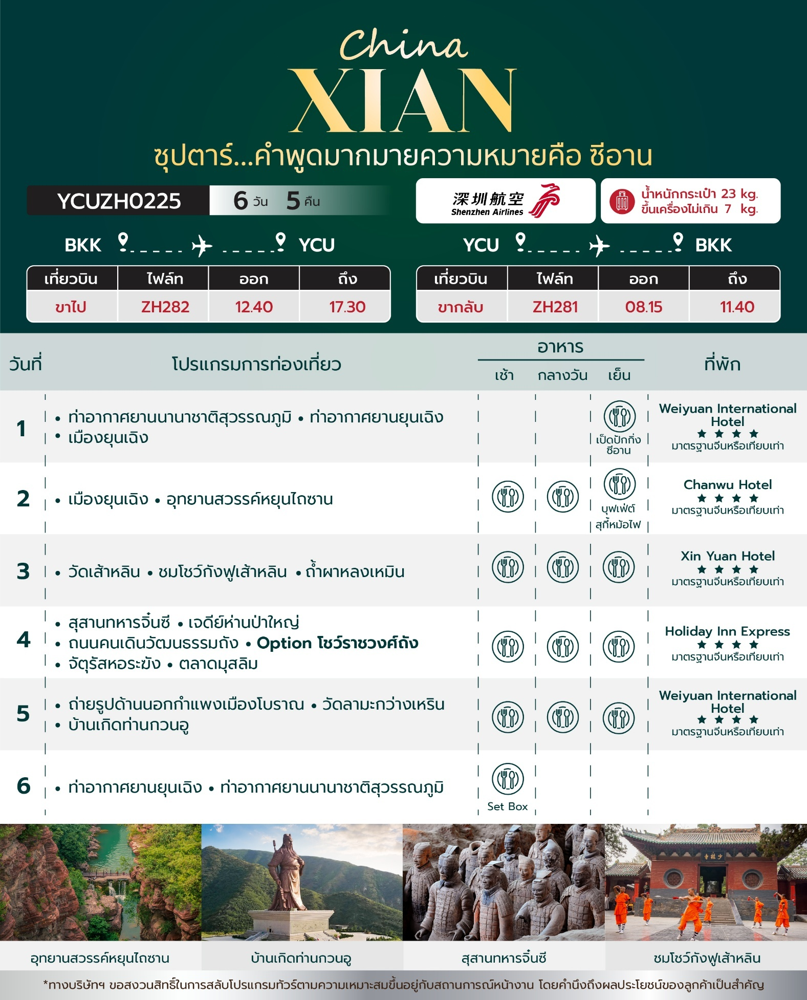 China
XIAN
ซุปตาร์...คำพูดมากมายความหมายคือ ซีอาน
YCUZH0225
6 วัน 5 คืน
深圳航空
Shenzhen Airlines
น้ำหนักกระเป๋า 23 kg.
ขึ้นเครื่องไม่เกิน 7 kg.
BKK YCU
YCU BKK
เที่ยวบิน ไฟล์ท ออก ถึง
ขาไป ZH282 12.40 17.30
เที่ยวบิน ไฟล์ท ออก ถึง
ขากลับ ZH281 08.15 11.40
วันที่ โปรแกรมการท่องเที่ยว อาหาร ที่พัก
เช้า กลางวัน เย็น
1
• ท่าอากาศยานนานาชาติสุวรรณภูมิ • ท่าอากาศยานยุนเฉิง
• เมืองยุนเฉิง
เป็ดปักกิ่ง
ซีอาน
Weiyuan International
Hotel
★ ★ ★ ★
มาตรฐานจีนหรือเทียบเท่า
2
• เมืองยุนเฉิง • อุทยานสวรรค์หยุนไถซาน
บุฟเฟ่ต์
สุกี้หม้อไฟ
Chanwu Hotel
★ ★ ★ ★
มาตรฐานจีนหรือเทียบเท่า
3
• วัดเส้าหลิน • ชมโชว์กังฟูเส้าหลิน • ถ้ำผาหลงเหมิน
Xin Yuan Hotel
★ ★ ★ ★
มาตรฐานจีนหรือเทียบเท่า
4
• สุสานทหารจิ๋นซี • เจดีย์ห่านป่าใหญ่
• ถนนคนเดินวัฒนธรรมถัง • Option โชว์ราชวงศ์ถัง
• จัตุรัสหอระฆัง • ตลาดมุสลิม
Holiday Inn Express
★ ★ ★ ★
มาตรฐานจีนหรือเทียบเท่า
5
• ถ่ายรูปด้านนอกกำแพงเมืองโบราณ • วัดลามะกว่างเหริน
• บ้านเกิดท่านกวนอู
Weiyuan International
Hotel
★ ★ ★ ★
มาตรฐานจีนหรือเทียบเท่า
6
• ท่าอากาศยานยุนเฉิง • ท่าอากาศยานนานาชาติสุวรรณภูมิ
Set Box
寺林少
อุทยานสวรรค์หยุนไถซาน
บ้านเกิดท่านกวนอู
สุสานทหารจิ๋นซี
ชมโชว์กังฟูเส้าหลิน
*ทางบริษัทฯ ขอสงวนสิทธิ์ในการสลับโปรแกรมทัวร์ตามความเหมาะสมขึ้นอยู่กับสถานการณ์หน้างาน โดยคำนึงถึงผลประโยชน์ของลูกค้าเป็นสำคัญ